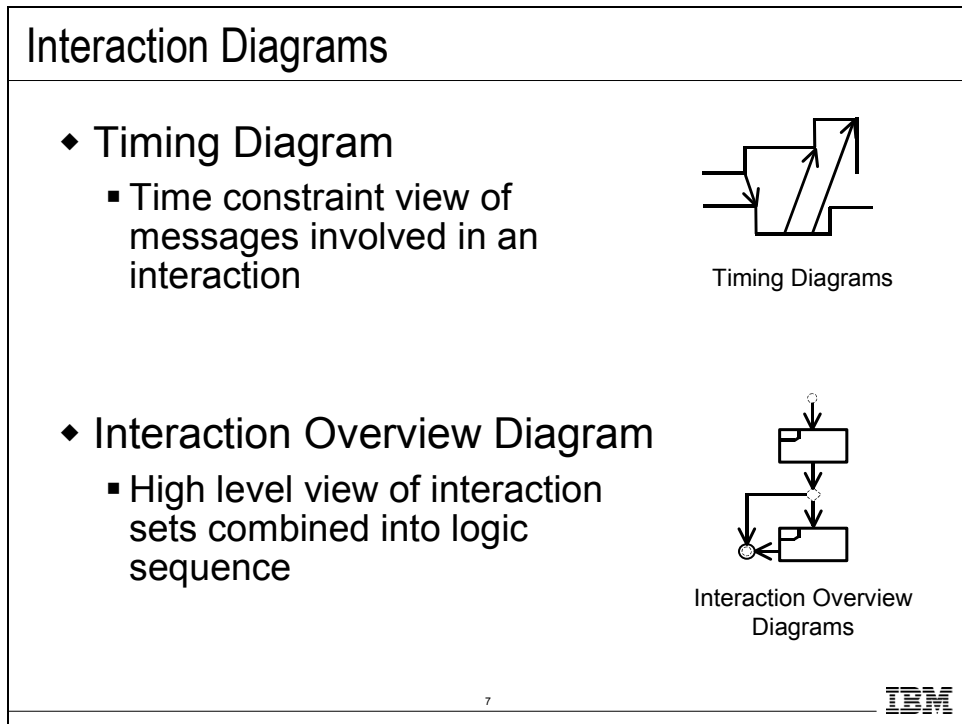 Interaction Diagrams
◆ Timing Diagram
▪ Time constraint view of
messages involved in an
interaction
Timing Diagrams
◆ Interaction Overview Diagram
▪ High level view of interaction
sets combined into logic
sequence
Interaction Overview
Diagrams
7
IBM